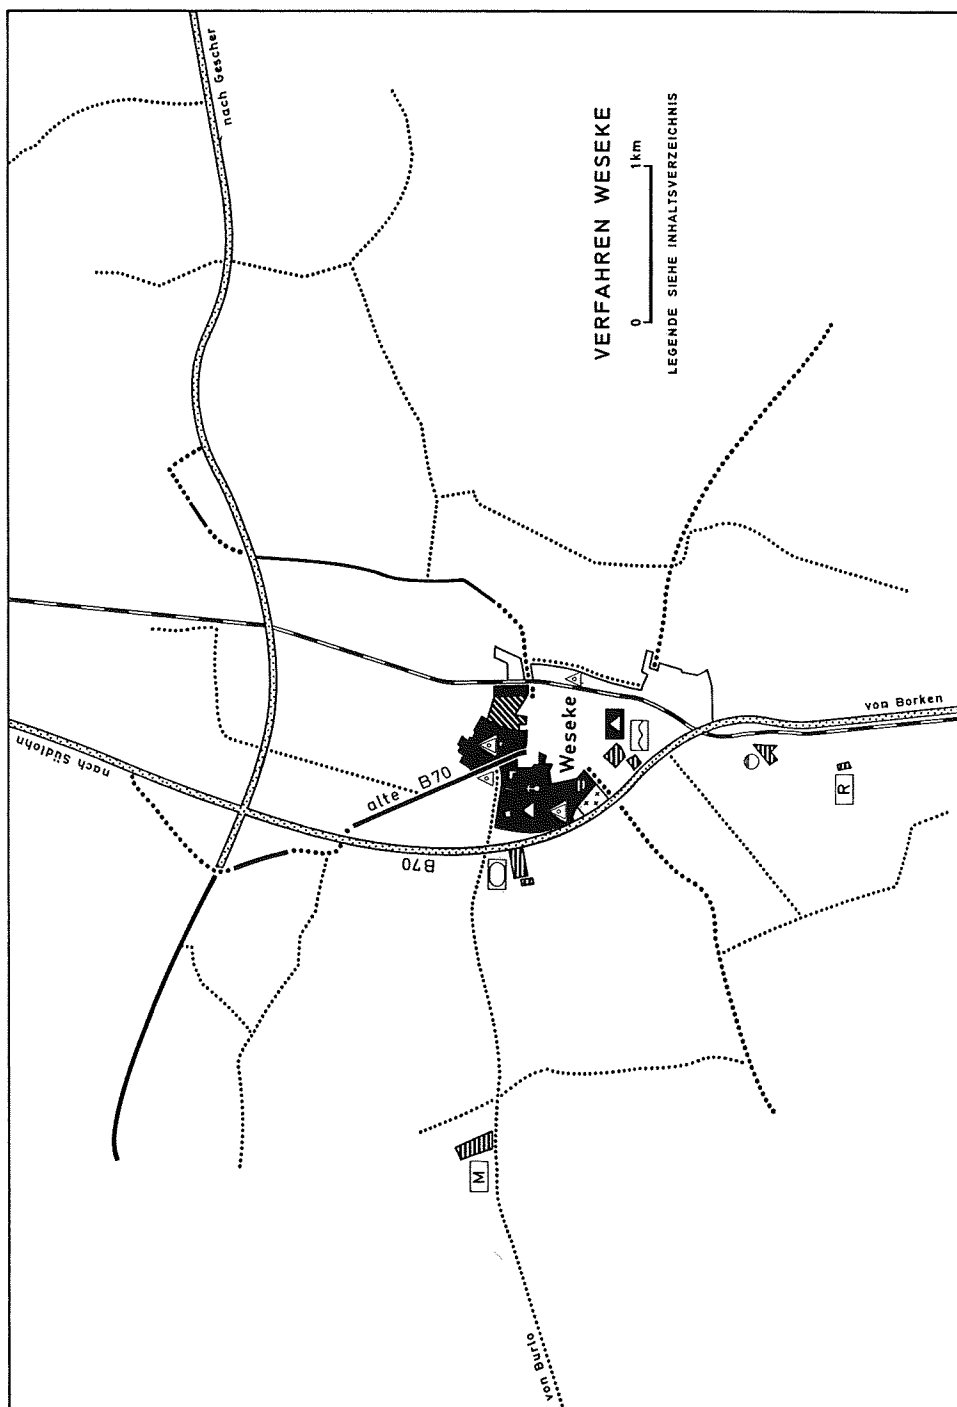 VERFAHREN WESEKE
0 1km
LEGENDE SIEHE INHALTSVERZEICHNIS
nach Gescher
nach Südlohn
alte B70
B70
Weseke
von Borken
von Burlo
M
R